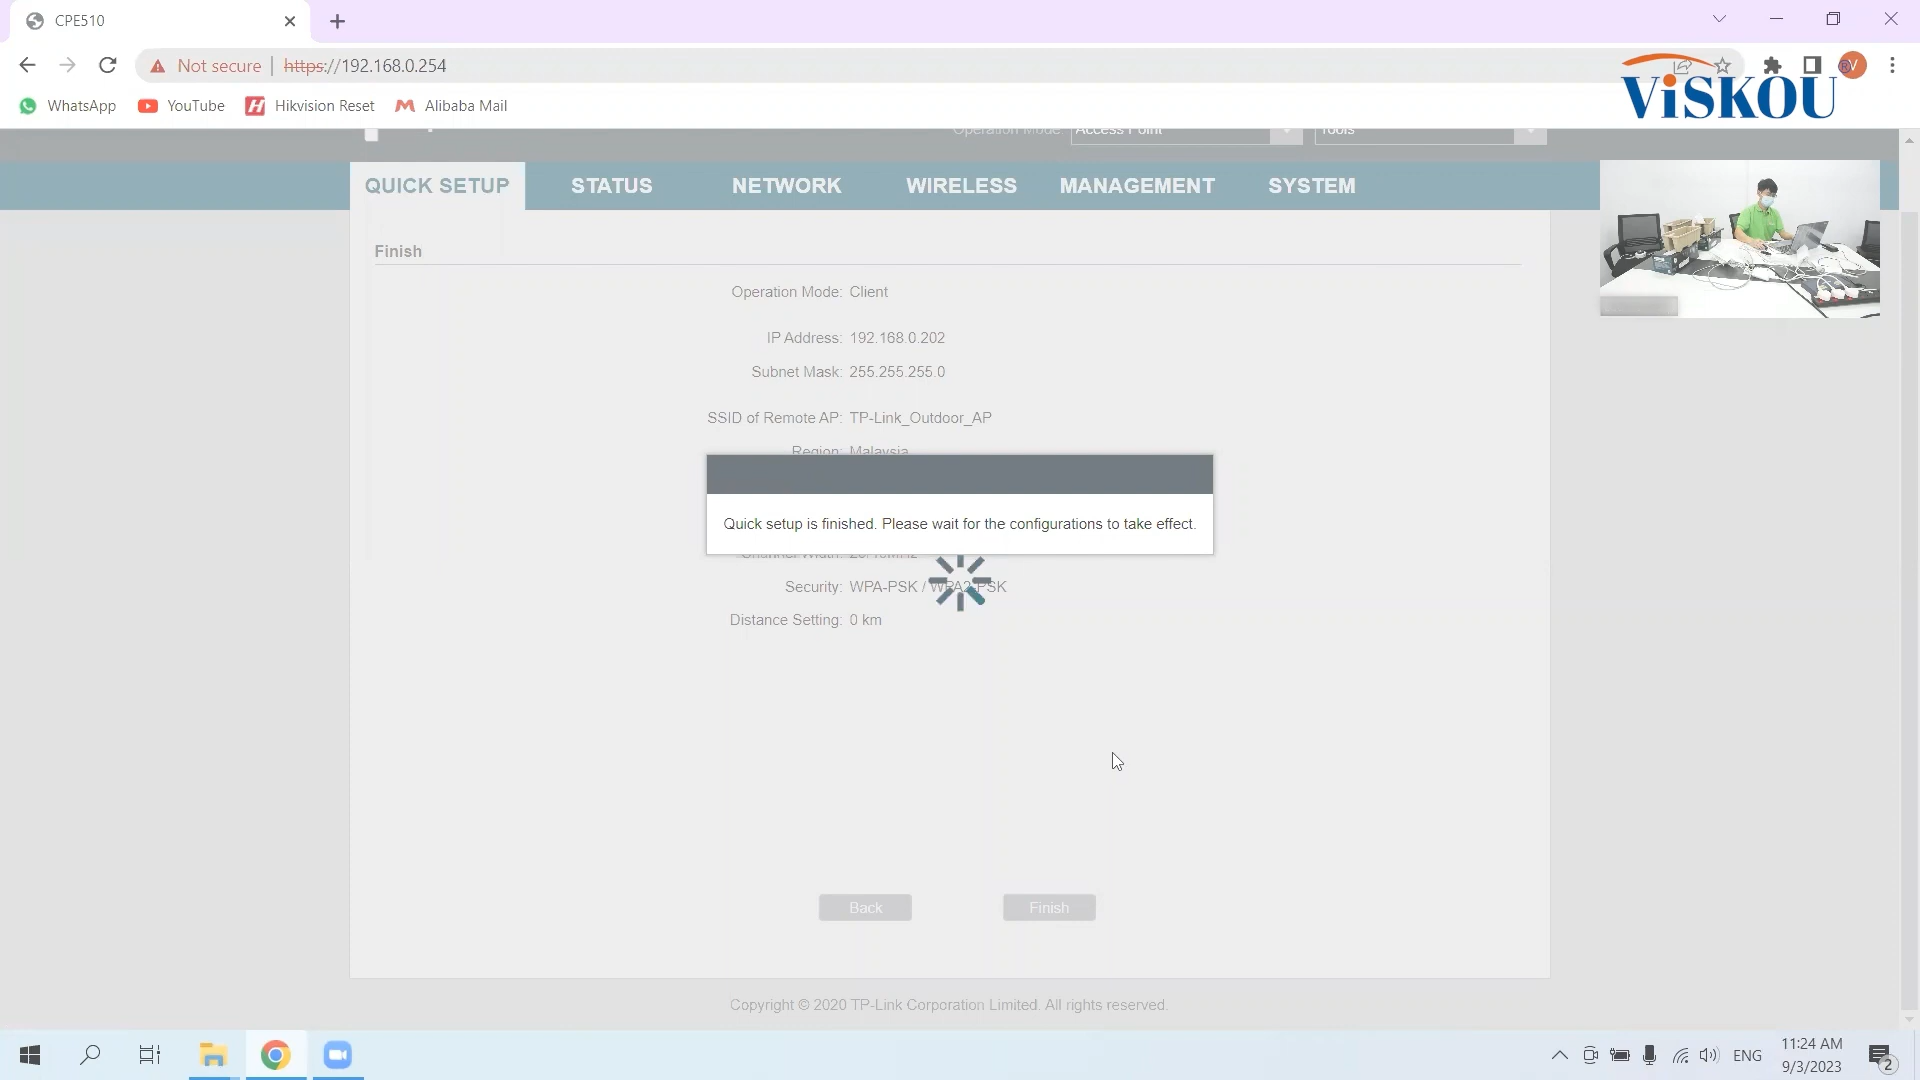 CPE510
Not secure | https://192.168.0.254
WhatsApp YouTube Hikvision Reset Alibaba Mail
ViSKOU
Operation Mode: Access Point Tools
QUICK SETUP STATUS NETWORK WIRELESS MANAGEMENT SYSTEM
Finish
Operation Mode: Client
IP Address: 192.168.0.202
Subnet Mask: 255.255.255.0
SSID of Remote AP: TP-Link_Outdoor_AP
Region: Malaysia
Quick setup is finished. Please wait for the configurations to take effect.
Security: WPA-PSK / WPA2-PSK
Distance Setting: 0 km
Back Finish
Copyright © 2020 TP-Link Corporation Limited. All rights reserved.
ENG
11:24 AM
9/3/2023
2